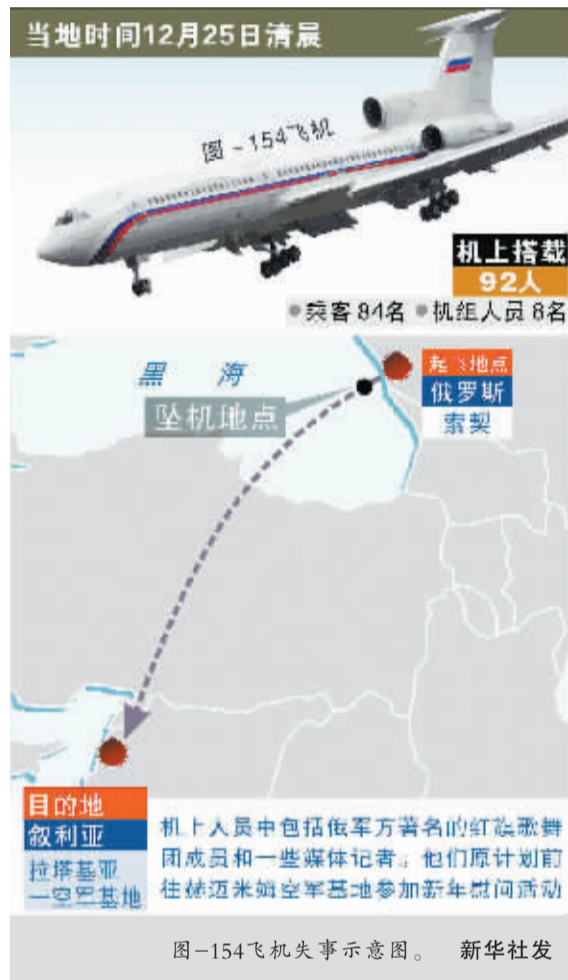 当地时间12月25日清晨
图-154飞机
机上搭载
92人
●乘客84名 ●机组人员8名
黑 海
坠机地点
起飞地点
俄罗斯
索契
目的地
叙利亚
拉塔基亚
一空军基地
机上人员中包括俄军方著名的红旗歌舞
团成员和一些媒体记者。他们原计划前
往赫迈米姆空军基地参加新年慰问活动
图-154飞机失事示意图。 新华社发